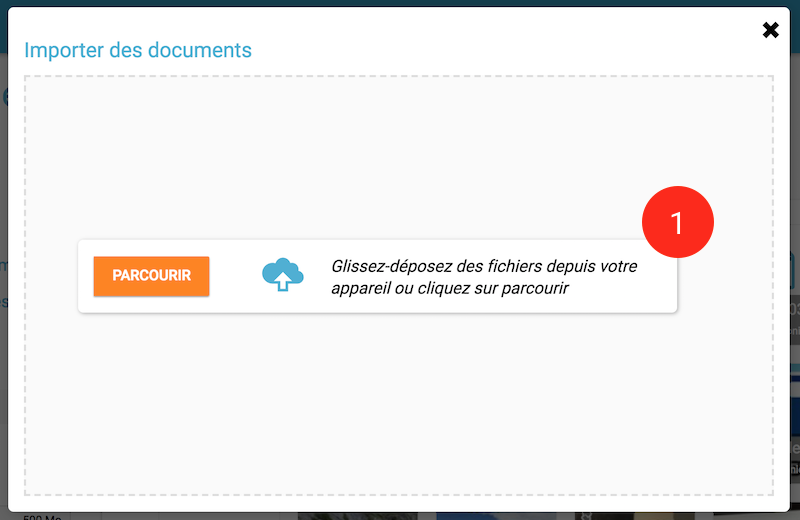 Importer des documents
1
PARCOURIR
Glissez-déposez des fichiers depuis votre
appareil ou cliquez sur parcourir